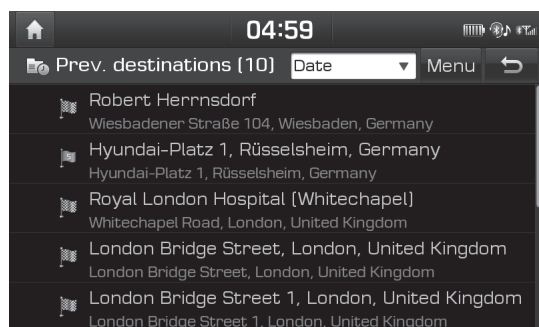 04:59
Prev. destinations (10) Date Menu
Robert Herrnsdorf
Wiesbadener Straße 104, Wiesbaden, Germany
Hyundai-Platz 1, Rüsselsheim, Germany
Hyundai-Platz 1, Rüsselsheim, Germany
Royal London Hospital (Whitechapel)
Whitechapel Road, London, United Kingdom
London Bridge Street, London, United Kingdom
London Bridge Street, London, United Kingdom
London Bridge Street 1, London, United Kingdom
London Bridge Street 1, London, United Kingdom